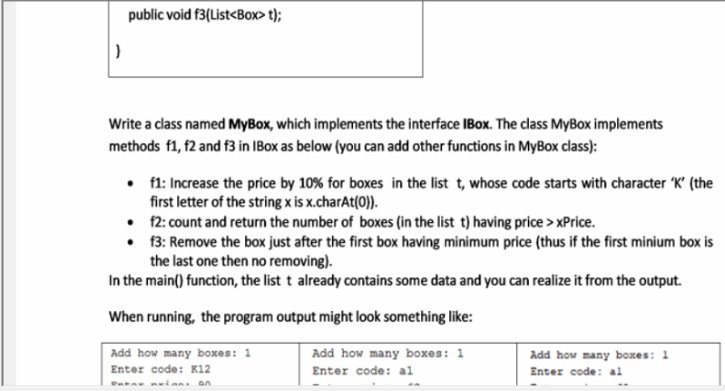 public void f3(List<Box> t);
}
Write a class named MyBox, which implements the interface IBox. The class MyBox implements
methods f1, f2 and f3 in IBox as below (you can add other functions in MyBox class):
• f1: Increase the price by 10% for boxes in the list t, whose code starts with character ‘K’ (the
first letter of the string x is x.charAt(0)).
• f2: count and return the number of boxes (in the list t) having price > xPrice.
• f3: Remove the box just after the first box having minimum price (thus if the first minium box is
the last one then no removing).
In the main() function, the list t already contains some data and you can realize it from the output.
When running, the program output might look something like:
Add how many boxes: 1
Enter code: K12
Add how many boxes: 1
Enter code: a1
Add how many boxes: 1
Enter code: a1